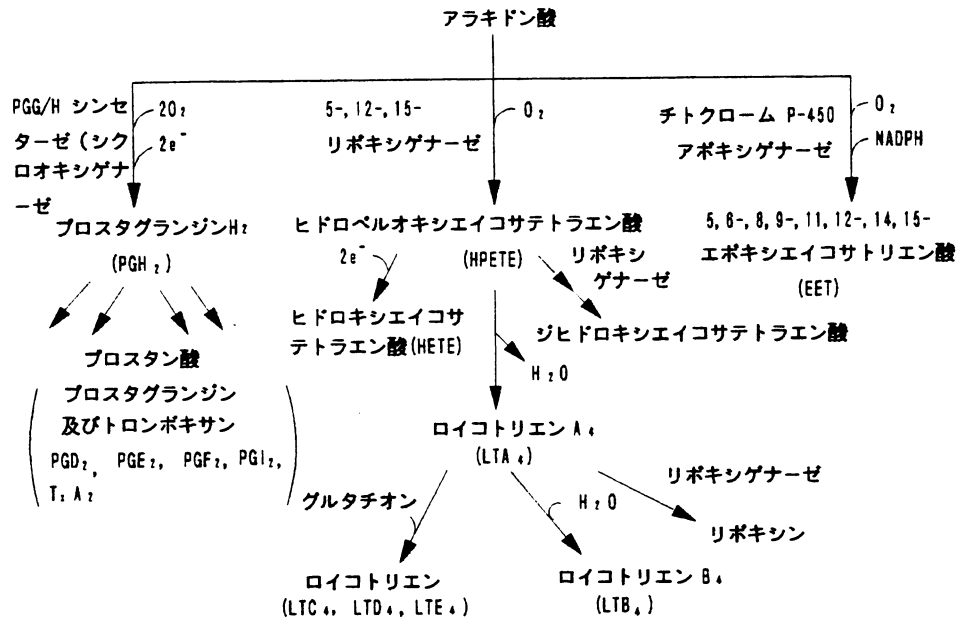 アラキドン酸
PGG/H シンセ
ターゼ(シク
ロオキシゲナ
ーゼ
2O₂
2e⁻
5-,12-,15-
リポキシゲナーゼ
O₂
チトクローム P-450
アポキシゲナーゼ
O₂
NADPH
プロスタグランジンH₂
(PGH₂)
ヒドロペルオキシエイコサテトラエン酸
(HPETE)
5,6-,8,9-,11,12-,14,15-
エポキシエイコサトリエン酸
(EET)
2e⁻
リポキシ
ゲナーゼ
ヒドロキシエイコサ
テトラエン酸(HETE)
ジヒドロキシエイコサテトラエン酸
H₂O
プロスタン酸
プロスタグランジン
及びトロンボキサン
PGD₂, PGE₂, PGF₂, PGI₂,
T₁A₂
ロイコトリエン A₄
(LTA₄)
グルタチオン
H₂O
リポキシゲナーゼ
リポキシン
ロイコトリエン
(LTC₄, LTD₄, LTE₄)
ロイコトリエン B₄
(LTB₄)